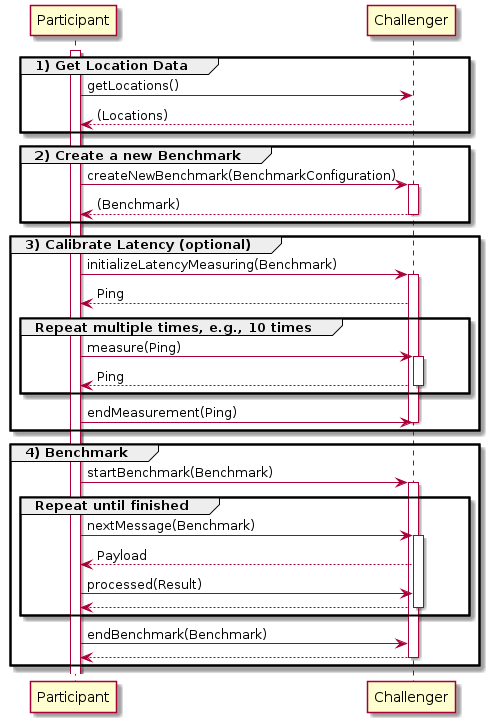 Participant
Challenger
1) Get Location Data
getLocations()
(Locations)
2) Create a new Benchmark
createNewBenchmark(BenchmarkConfiguration)
(Benchmark)
3) Calibrate Latency (optional)
initializeLatencyMeasuring(Benchmark)
Ping
Repeat multiple times, e.g., 10 times
measure(Ping)
Ping
endMeasurement(Ping)
4) Benchmark
startBenchmark(Benchmark)
Repeat until finished
nextMessage(Benchmark)
Payload
processed(Result)
endBenchmark(Benchmark)
Participant
Challenger